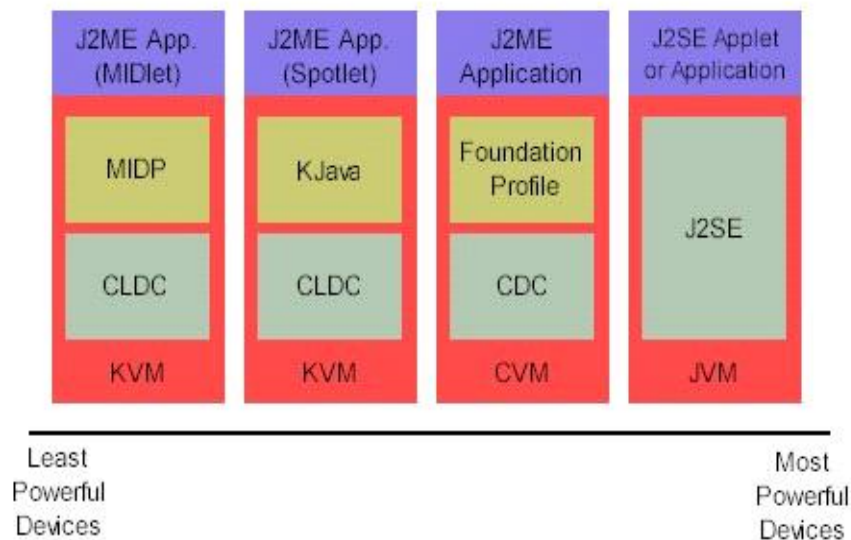 J2ME App.
(MIDlet)
MIDP
CLDC
KVM
J2ME App.
(Spotlet)
KJava
CLDC
KVM
J2ME
Application
Foundation
Profile
CDC
CVM
J2SE Applet
or Application
J2SE
JVM
Least
Powerful
Devices
Most
Powerful
Devices